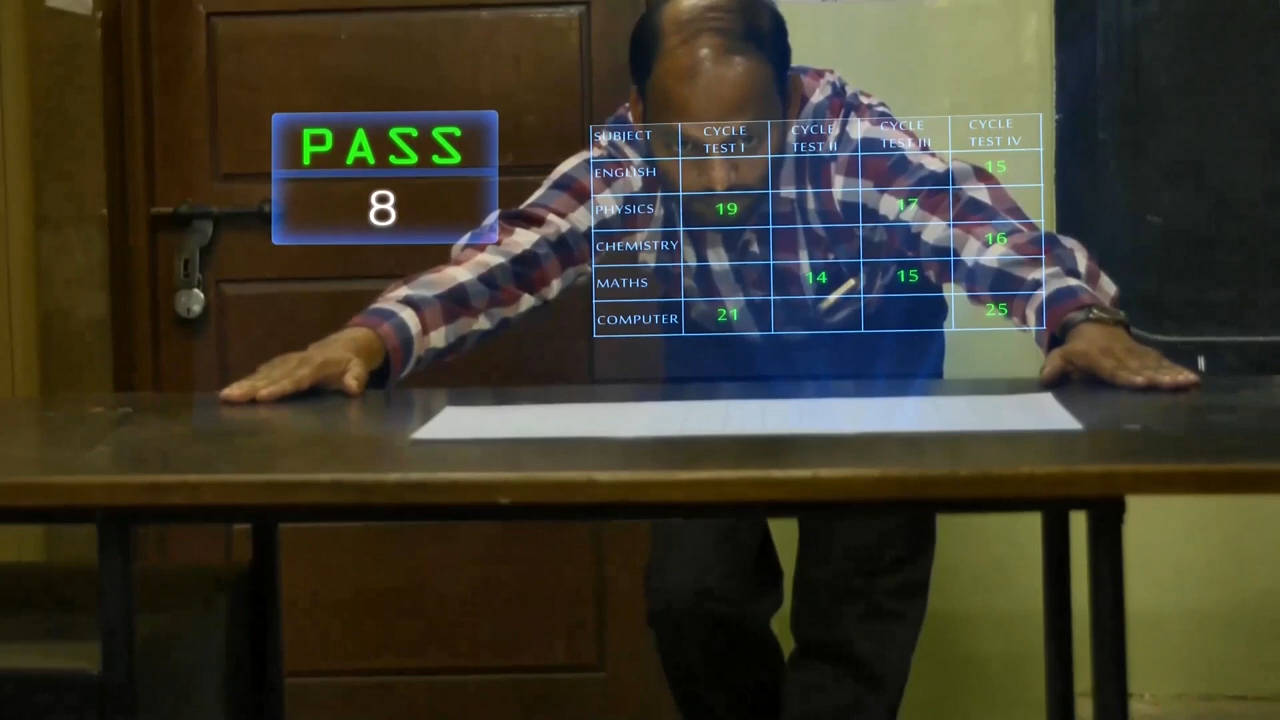 PASS
8
SUBJECT CYCLE TEST I CYCLE TEST II CYCLE TEST III CYCLE TEST IV
ENGLISH 15
PHYSICS 19 17
CHEMISTRY 16
MATHS 14 15
COMPUTER 21 25